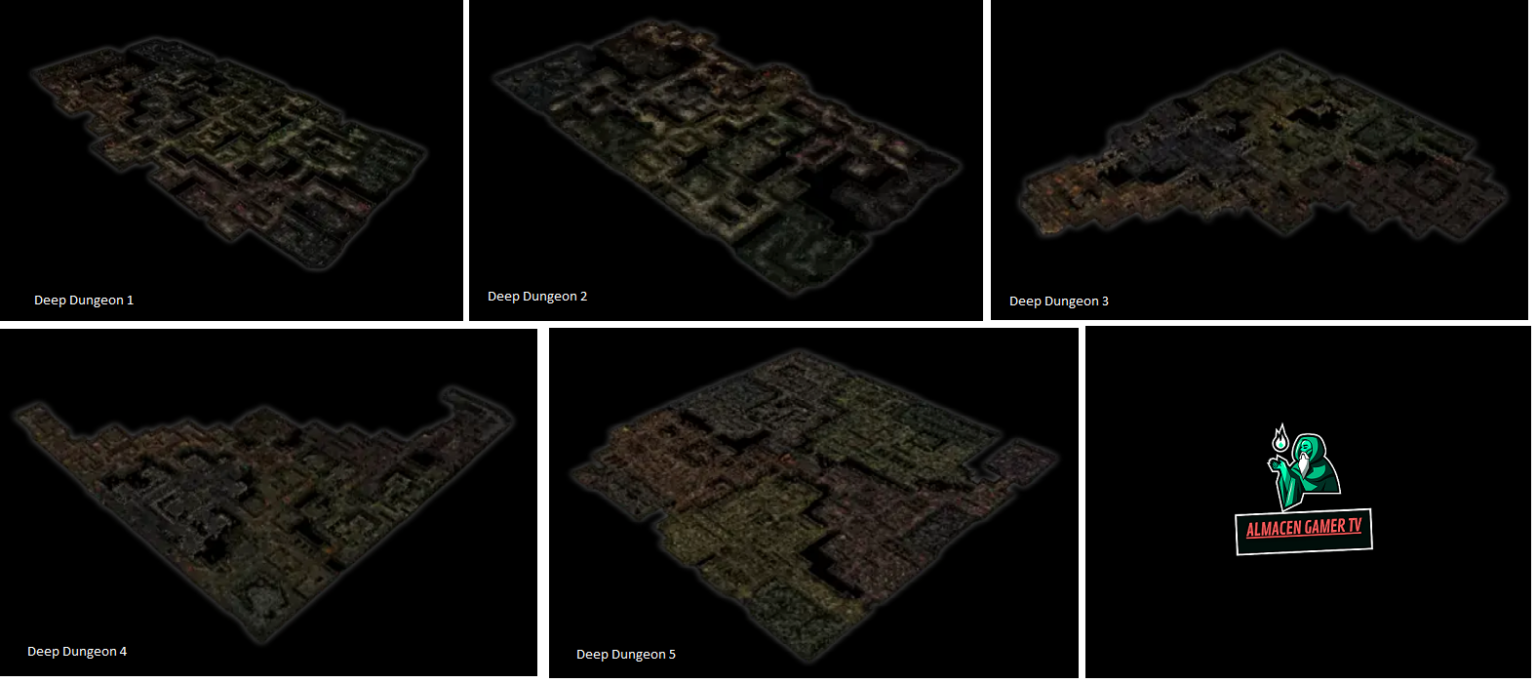 Deep Dungeon 1
Deep Dungeon 2
Deep Dungeon 3
Deep Dungeon 4
Deep Dungeon 5
ALMACEN GAMER TV